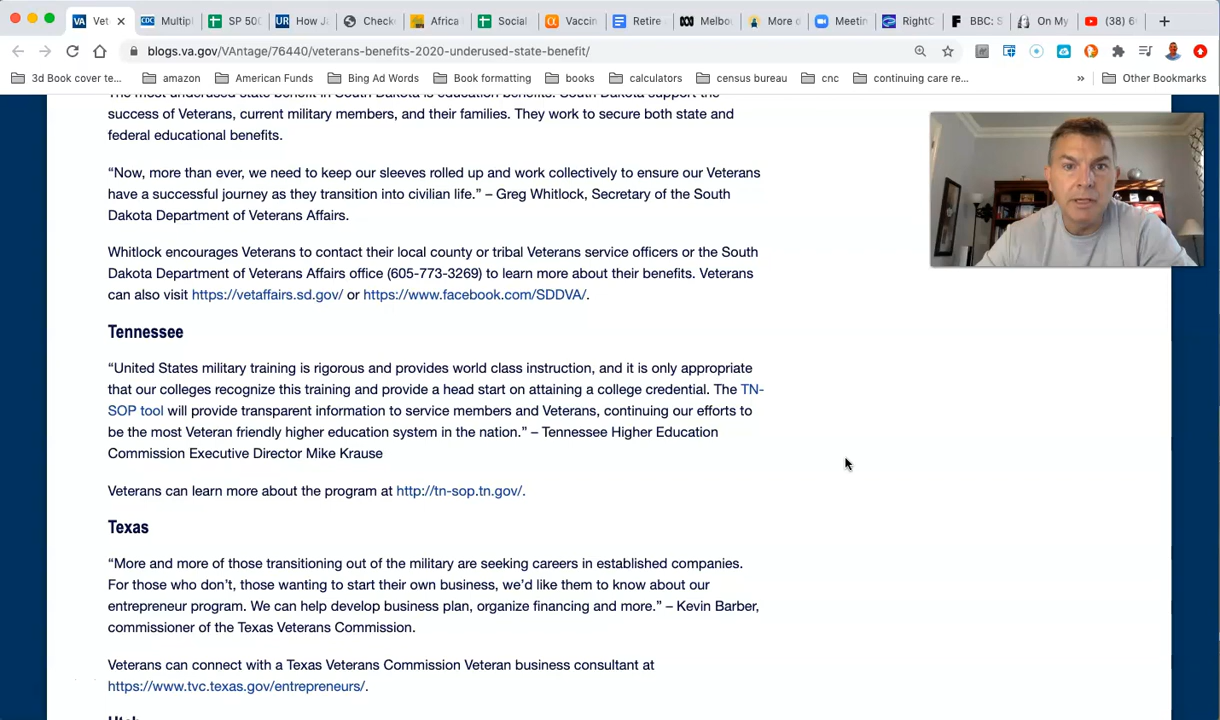 Vet
Multipl
SP 500
How J
Checke
Africa
Social
Vaccin
Retire
Melbo
More d
Meetin
RightC
BBC: S
On My
(38) 6
blogs.va.gov/VAntage/76440/veterans-benefits-2020-underused-state-benefit/
3d Book cover te...
amazon
American Funds
Bing Ad Words
Book formatting
books
calculators
census bureau
cnc
continuing care re...
»
Other Bookmarks
The most underused state benefit in South Dakota is education benefits. South Dakota support the
success of Veterans, current military members, and their families. They work to secure both state and
federal educational benefits.
“Now, more than ever, we need to keep our sleeves rolled up and work collectively to ensure our Veterans
have a successful journey as they transition into civilian life.” – Greg Whitlock, Secretary of the South
Dakota Department of Veterans Affairs.
Whitlock encourages Veterans to contact their local county or tribal Veterans service officers or the South
Dakota Department of Veterans Affairs office (605-773-3269) to learn more about their benefits. Veterans
can also visit https://vetaffairs.sd.gov/ or https://www.facebook.com/SDDVA/.
Tennessee
“United States military training is rigorous and provides world class instruction, and it is only appropriate
that our colleges recognize this training and provide a head start on attaining a college credential. The TN-
SOP tool will provide transparent information to service members and Veterans, continuing our efforts to
be the most Veteran friendly higher education system in the nation.” – Tennessee Higher Education
Commission Executive Director Mike Krause
Veterans can learn more about the program at http://tn-sop.tn.gov/.
Texas
“More and more of those transitioning out of the military are seeking careers in established companies.
For those who don’t, those wanting to start their own business, we’d like them to know about our
entrepreneur program. We can help develop business plan, organize financing and more.” – Kevin Barber,
commissioner of the Texas Veterans Commission.
Veterans can connect with a Texas Veterans Commission Veteran business consultant at
https://www.tvc.texas.gov/entrepreneurs/.
Utah